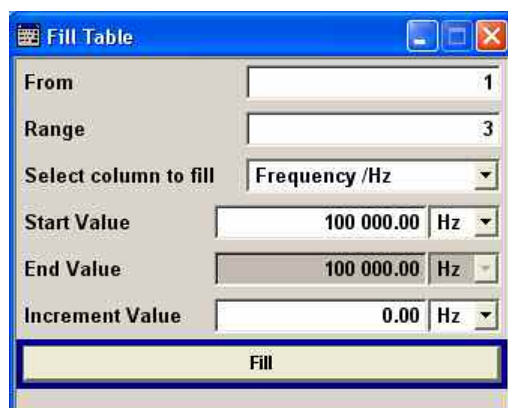 Fill Table
From 1
Range 3
Select column to fill Frequency /Hz
Start Value 100 000.00 Hz
End Value 100 000.00 Hz
Increment Value 0.00 Hz
Fill